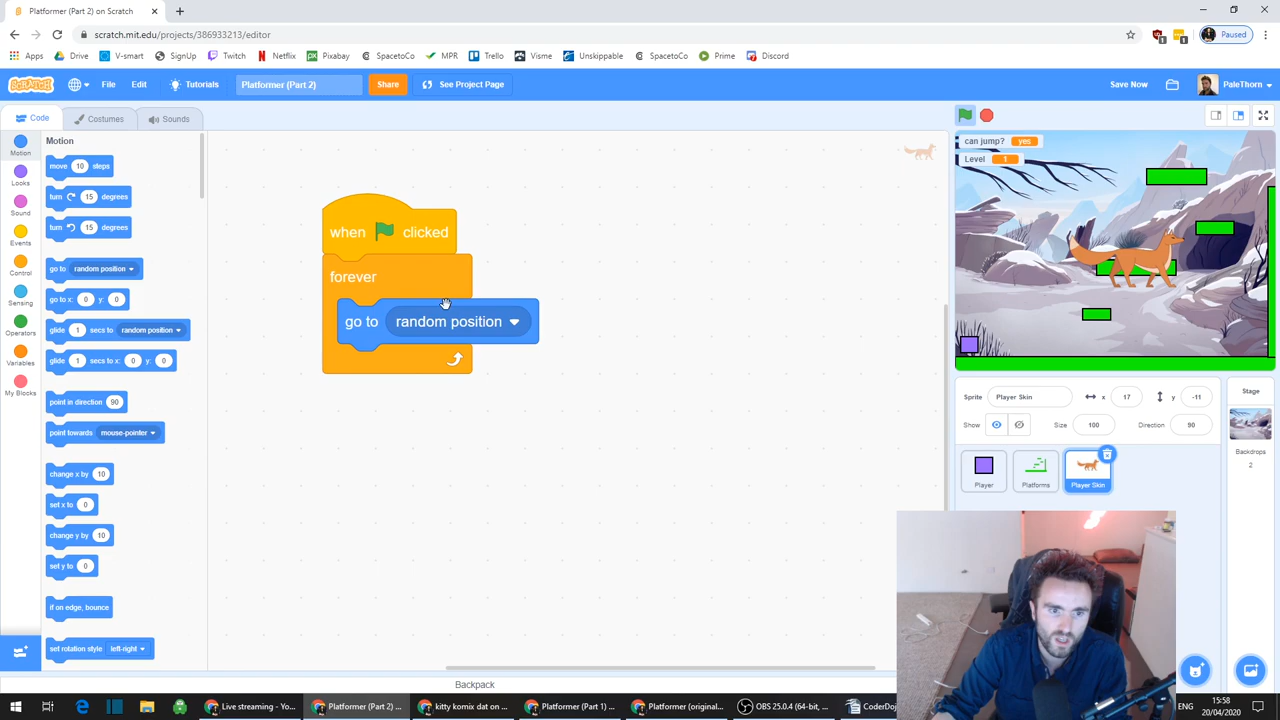 Platformer (Part 2) on Scratch
scratch.mit.edu/projects/386933213/editor
Paused
Apps Drive V-smart SignUp Twitch Netflix Pixabay SpacetoCo MPR Trello Visme Unskippable SpacetoCo Prime Discord
SCRATCH File Edit Tutorials Platformer (Part 2) Share See Project Page Save Now PaleThorn
Code Costumes Sounds
Motion
Looks
Sound
Events
Control
Sensing
Operators
Variables
My Blocks
Motion
move 10 steps
turn 15 degrees
turn 15 degrees
go to random position
go to x: 0 y: 0
glide 1 secs to random position
glide 1 secs to x: 0 y: 0
point in direction 90
point towards mouse-pointer
change x by 10
set x to 0
change y by 10
set y to 0
if on edge, bounce
set rotation style left-right
when clicked
forever
go to random position
can jump? yes
Level 1
Sprite Player Skin x 17 y -11
Show Size 100 Direction 90
Player Platforms Player Skin
Stage
Backdrops
2
Backpack
Live streaming - Yo...
Platformer (Part 2) ...
kitty komix dat on ...
Platformer (Part 1) ...
Platformer (original...
OBS 25.0.4 (64-bit, ...
CoderDoj
ENG
15:58
20/04/2020